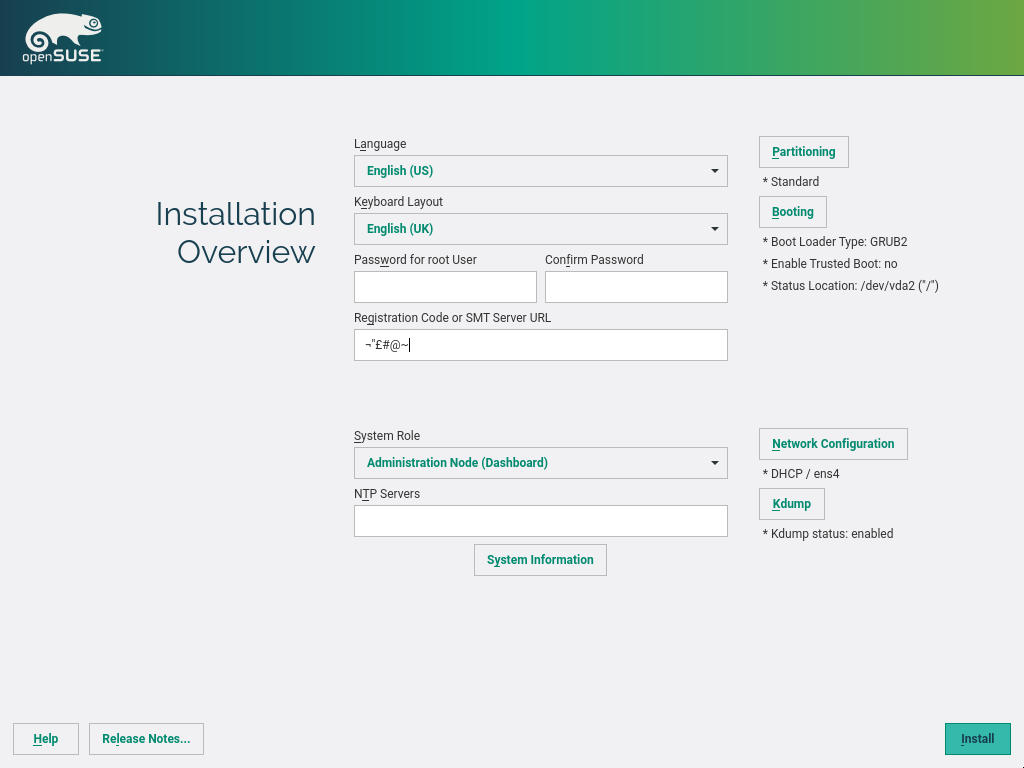 openSUSE
Installation
Overview
Language
English (US)
Keyboard Layout
English (UK)
Password for root User
Confirm Password
Registration Code or SMT Server URL
¬"£#@~
System Role
Administration Node (Dashboard)
NTP Servers
System Information
Partitioning
* Standard
Booting
* Boot Loader Type: GRUB2
* Enable Trusted Boot: no
* Status Location: /dev/vda2 ("/")
Network Configuration
* DHCP / ens4
Kdump
* Kdump status: enabled
Help
Release Notes...
Install